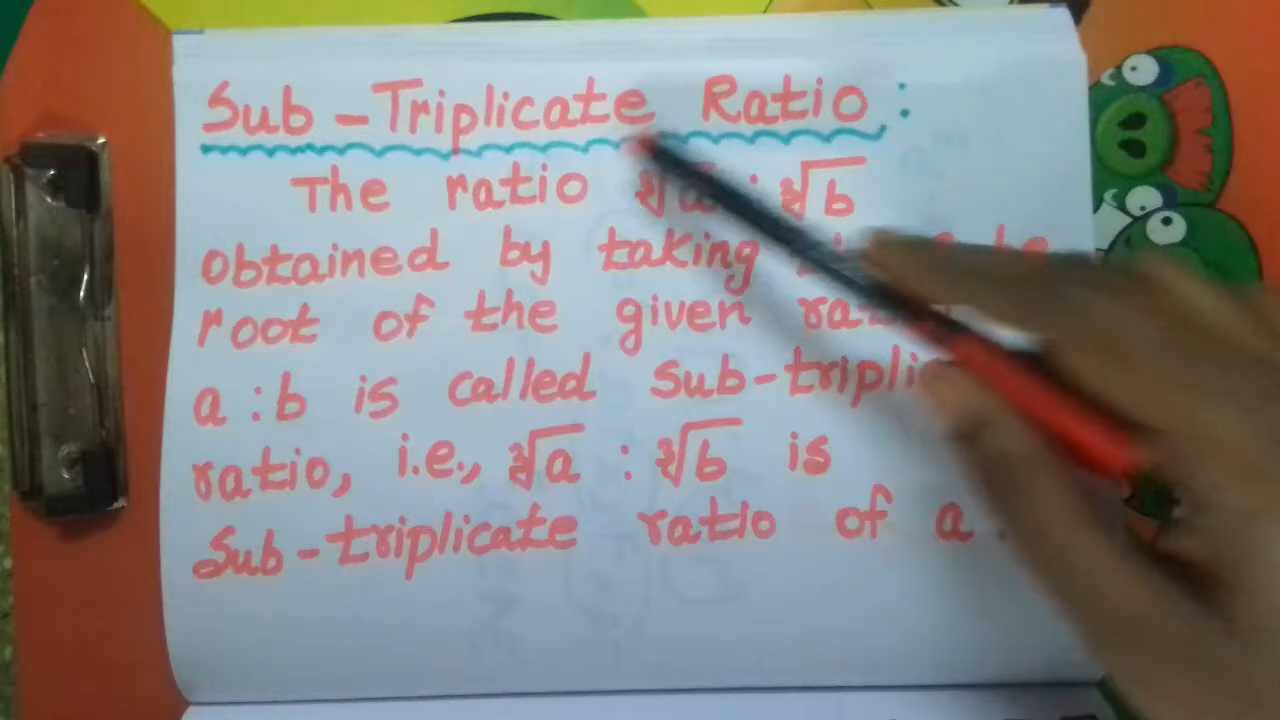 Sub-Triplicate Ratio :
The ratio ∛a : ∛b
obtained by taking
root of the given
a : b is called Sub-
ratio, i.e., ∛a : ∛b is
Sub-triplicate ratio of a :